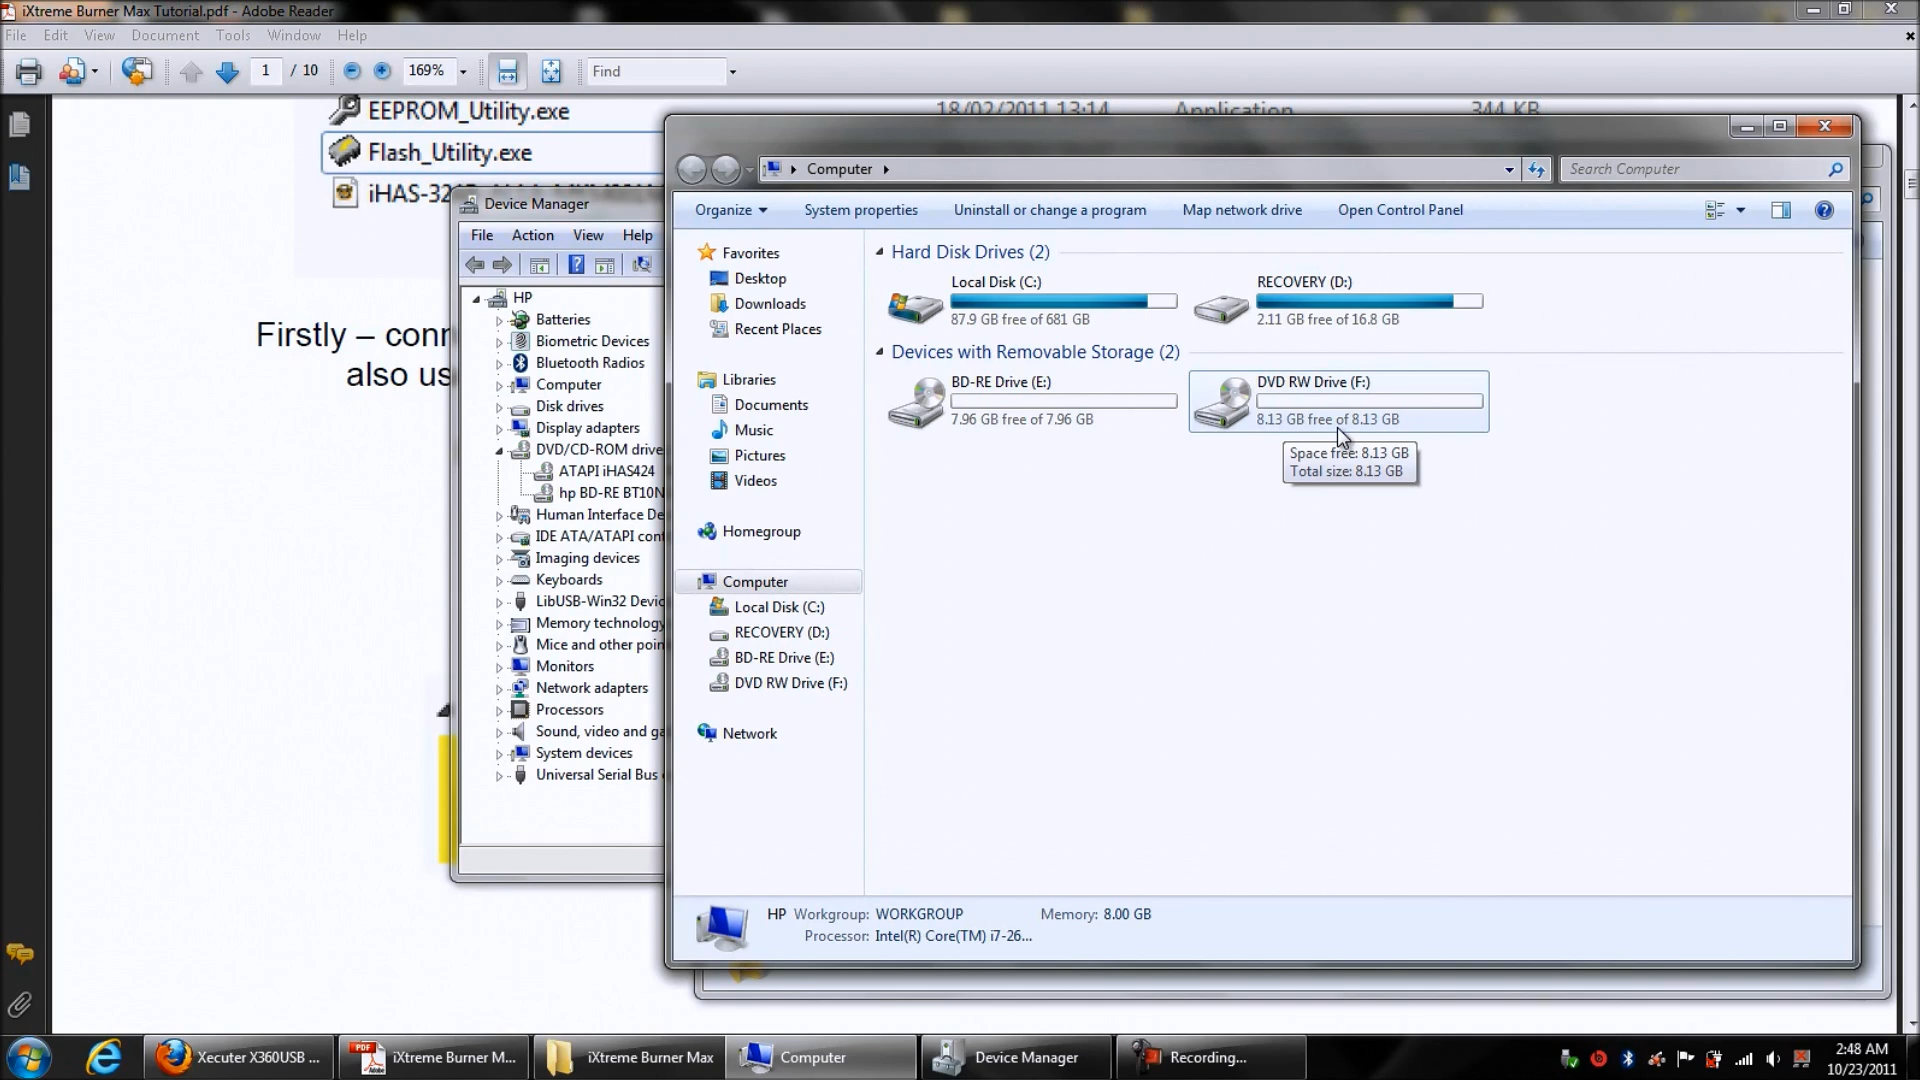 iXtreme Burner Max Tutorial.pdf - Adobe Reader
File Edit View Document Tools Window Help
1 / 10 169% Find
EEPROM_Utility.exe 18/02/2011 13:14 Application 344 KB
Flash_Utility.exe
Firstly –
also
Device Manager
File Action View Help
HP
Batteries
Biometric Devices
Bluetooth Radios
Computer
Disk drives
Display adapters
DVD/CD-ROM drive
ATAPI iHAS424
hp BD-RE BT10N
Human Interface De
IDE ATA/ATAPI cont
Imaging devices
Keyboards
LibUSB-Win32 Devic
Memory technology
Mice and other poin
Monitors
Network adapters
Processors
Sound, video and ga
System devices
Universal Serial Bus
Computer
Search Computer
Organize System properties Uninstall or change a program Map network drive Open Control Panel
Favorites
Desktop
Downloads
Recent Places
Libraries
Documents
Music
Pictures
Videos
Homegroup
Computer
Local Disk (C:)
RECOVERY (D:)
BD-RE Drive (E:)
DVD RW Drive (F:)
Network
Hard Disk Drives (2)
Local Disk (C:)
87.9 GB free of 681 GB
RECOVERY (D:)
2.11 GB free of 16.8 GB
Devices with Removable Storage (2)
BD-RE Drive (E:)
7.96 GB free of 7.96 GB
DVD RW Drive (F:)
8.13 GB free of 8.13 GB
Space free: 8.13 GB
Total size: 8.13 GB
HP Workgroup: WORKGROUP Memory: 8.00 GB
Processor: Intel(R) Core(TM) i7-26...
Xecuter X360USB ... PDF iXtreme Burner M... iXtreme Burner Max Computer Device Manager Recording...
2:48 AM
10/23/2011